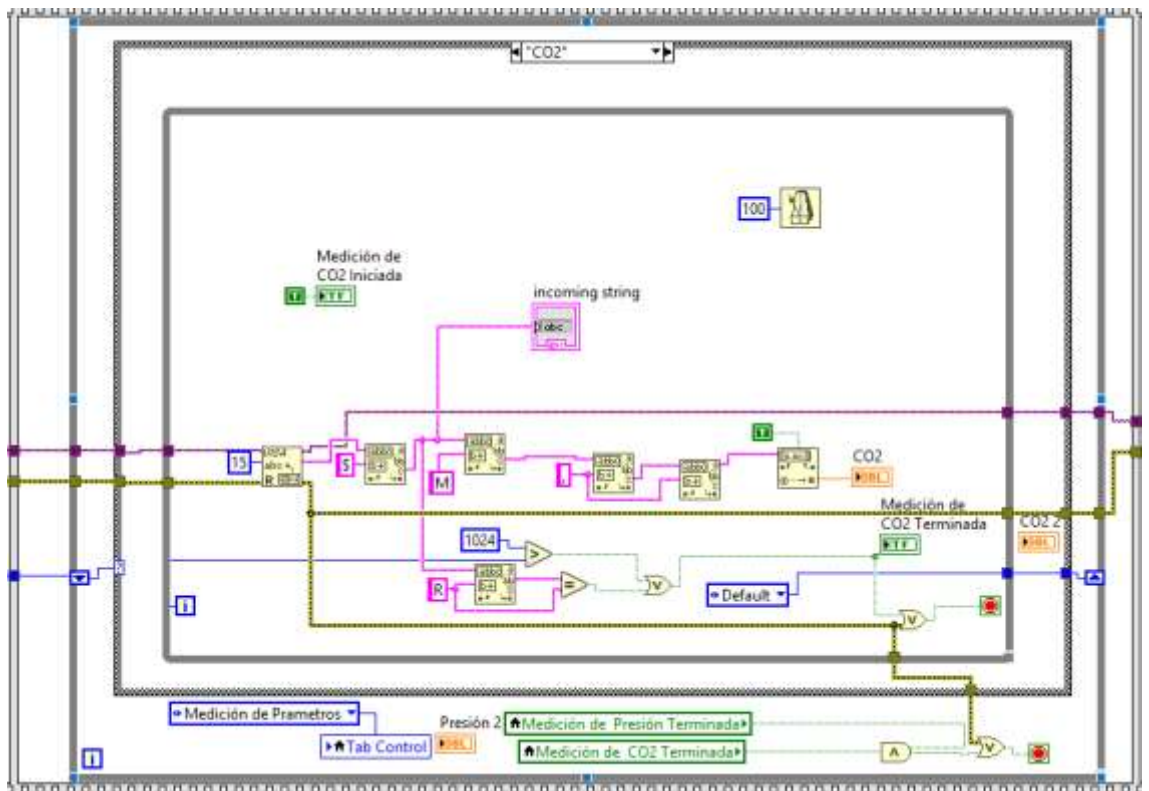 "CO2"
100
Medición de
CO2 Iniciada
incoming string
abc
15
S
M
,
CO2
DBL
Medición de
CO2 Terminada
TF
CO2 2
DBL
1024
R
Default
i
Medición de Prametros
Tab Control
Presión 2
DBL
Medición de Presión Terminada
Medición de CO2 Terminada
i